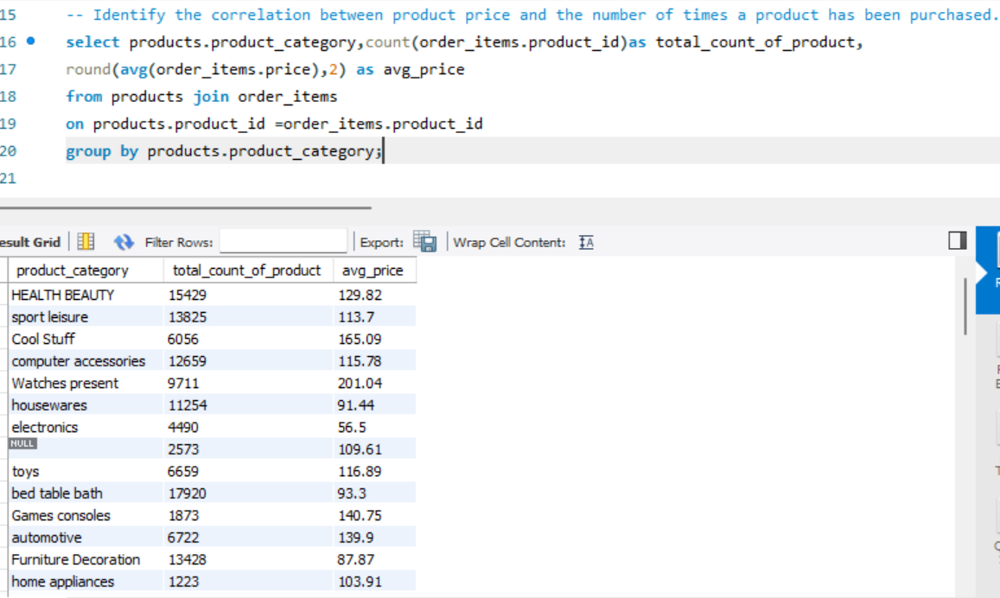 15 -- Identify the correlation between product price and the number of times a product has been purchased.
16 select products.product_category,count(order_items.product_id)as total_count_of_product,
17 round(avg(order_items.price),2) as avg_price
18 from products join order_items
19 on products.product_id =order_items.product_id
20 group by products.product_category;
21
esult Grid Filter Rows: Export: Wrap Cell Content:
product_category total_count_of_product avg_price
HEALTH BEAUTY 15429 129.82
sport leisure 13825 113.7
Cool Stuff 6056 165.09
computer accessories 12659 115.78
Watches present 9711 201.04
housewares 11254 91.44
electronics 4490 56.5
NULL 2573 109.61
toys 6659 116.89
bed table bath 17920 93.3
Games consoles 1873 140.75
automotive 6722 139.9
Furniture Decoration 13428 87.87
home appliances 1223 103.91